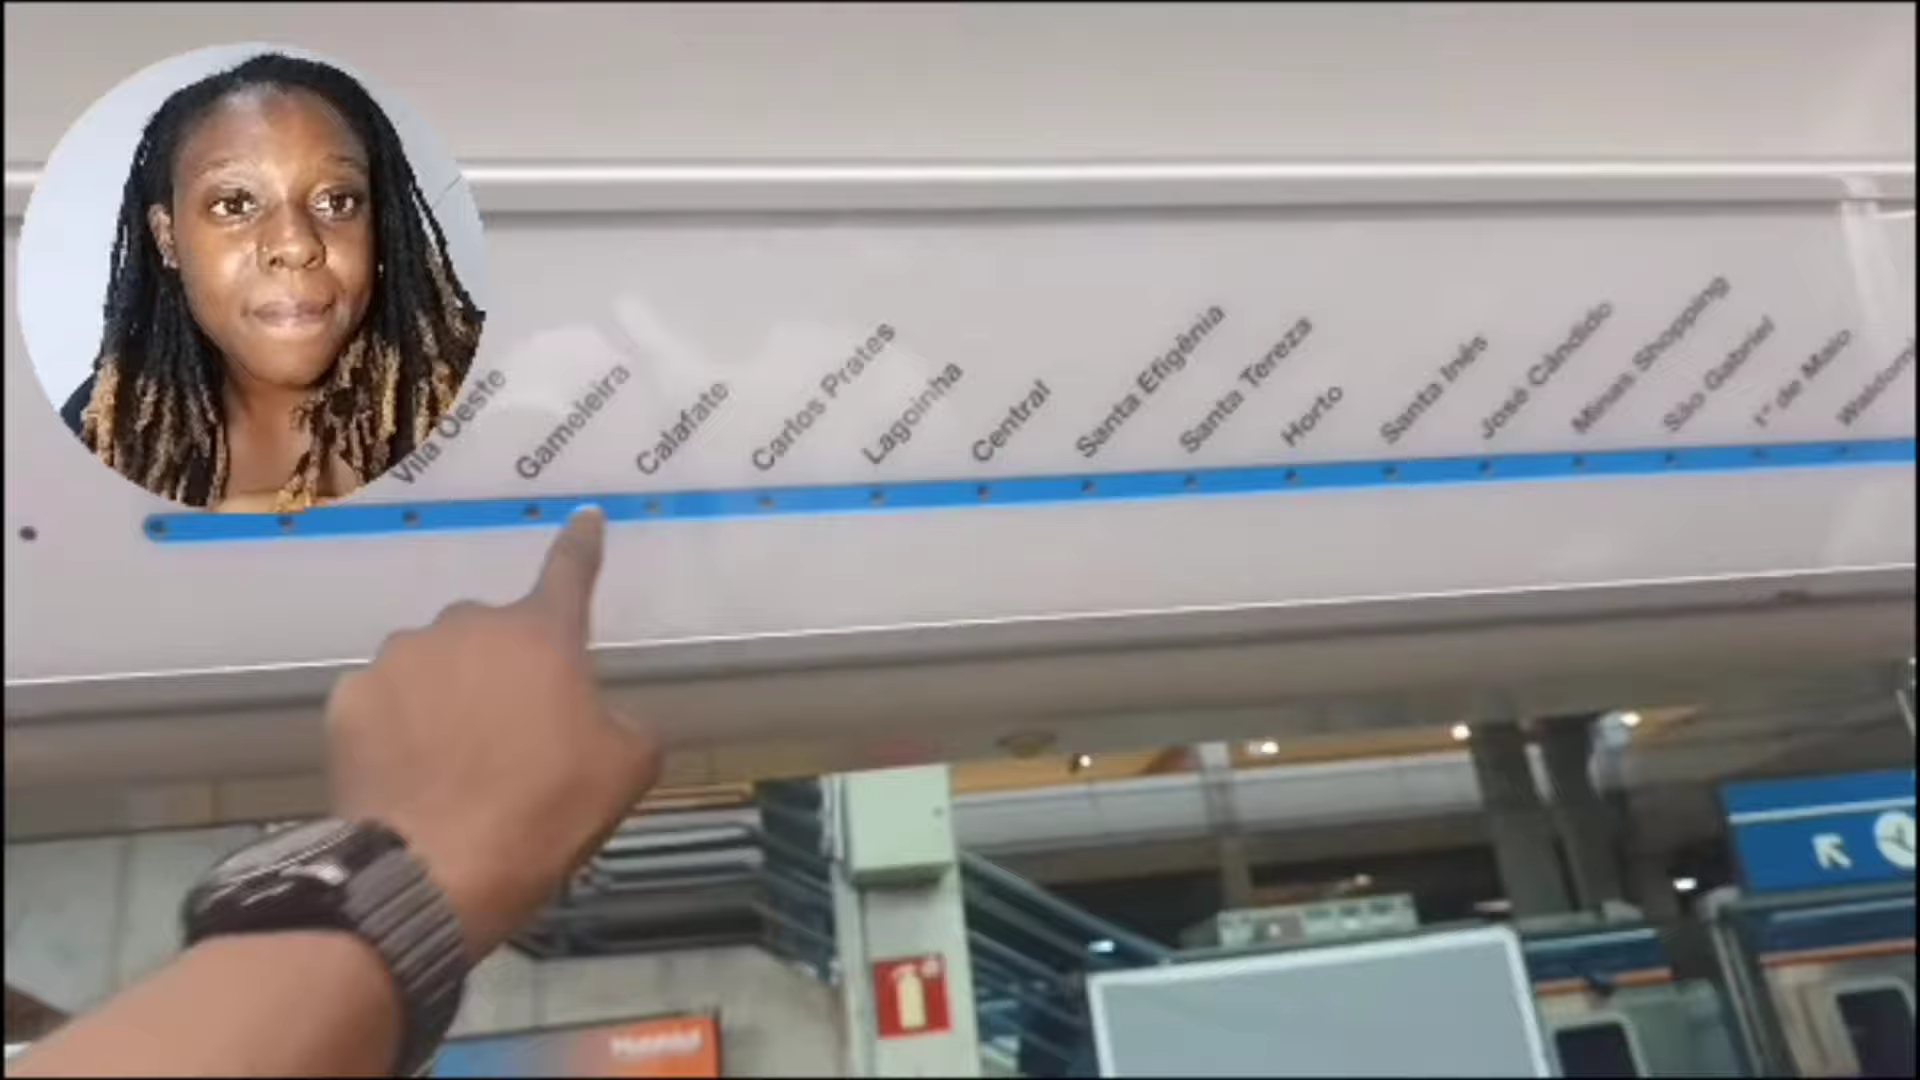 Vila Oeste
Gameleira
Calafate
Carlos Prates
Lagoinha
Central
Santa Efigênia
Santa Tereza
Horto
Santa Inês
José Cândido
Minas Shopping
São Gabriel
1º de Maio